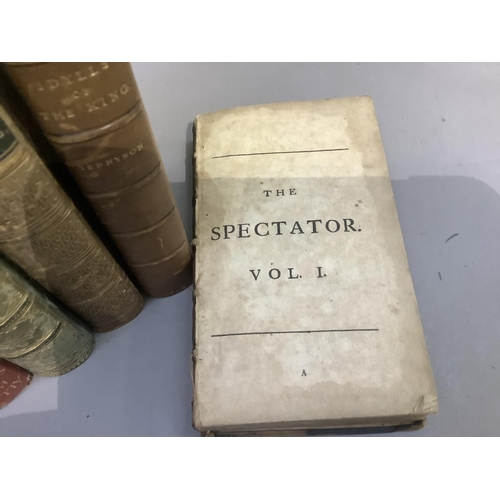 IDYLLS
OF
THE KING
TENNYSON
THE
SPECTATOR.
VOL. I.
A